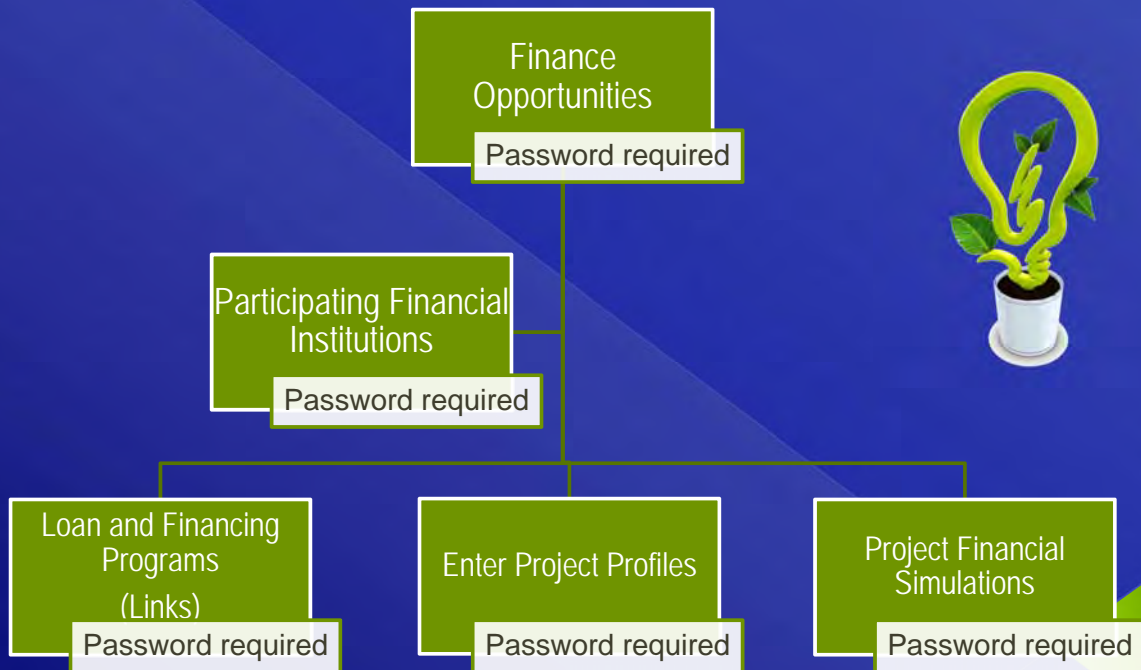 Finance
Opportunities
Password required
Participating Financial
Institutions
Password required
Loan and Financing
Programs
(Links)
Password required
Enter Project Profiles
Password required
Project Financial
Simulations
Password required